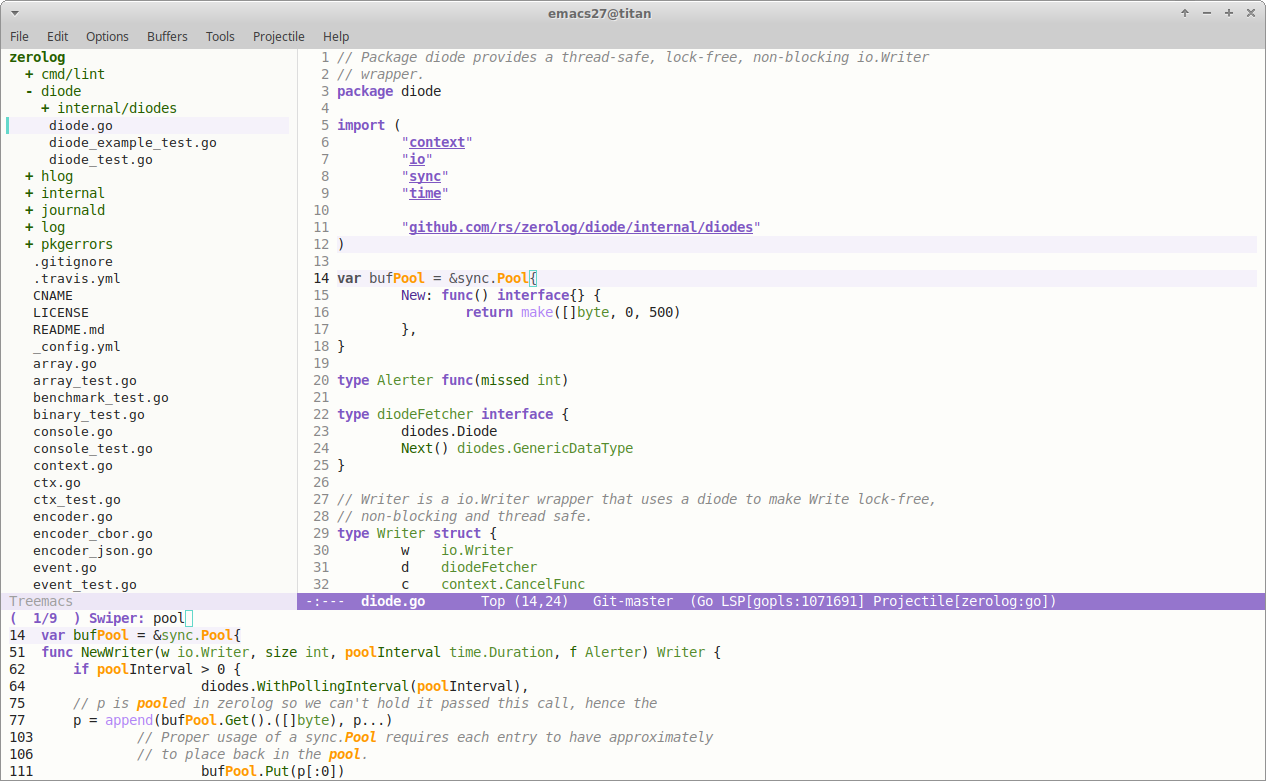 emacs27@titan
File Edit Options Buffers Tools Projectile Help
zerolog
+ cmd/lint
- diode
+ internal/diodes
diode.go
diode_example_test.go
diode_test.go
+ hlog
+ internal
+ journald
+ log
+ pkgerrors
.gitignore
.travis.yml
CNAME
LICENSE
README.md
_config.yml
array.go
array_test.go
benchmark_test.go
binary_test.go
console.go
console_test.go
context.go
ctx.go
ctx_test.go
encoder.go
encoder_cbor.go
encoder_json.go
event.go
event_test.go
Treemacs
1 // Package diode provides a thread-safe, lock-free, non-blocking io.Writer
2 // wrapper.
3 package diode
4
5 import (
6         "context"
7         "io"
8         "sync"
9         "time"
10
11         "github.com/rs/zerolog/diode/internal/diodes"
12 )
13
14 var bufPool = &sync.Pool{
15         New: func() interface{} {
16                 return make([]byte, 0, 500)
17         },
18 }
19
20 type Alerter func(missed int)
21
22 type diodeFetcher interface {
23         diodes.Diode
24         Next() diodes.GenericDataType
25 }
26
27 // Writer is a io.Writer wrapper that uses a diode to make Write lock-free,
28 // non-blocking and thread safe.
29 type Writer struct {
30         w    io.Writer
31         d    diodeFetcher
32         c    context.CancelFunc
-:---  diode.go       Top (14,24)   Git-master  (Go LSP[gopls:1071691] Projectile[zerolog:go])
(  1/9  ) Swiper: pool
14  var bufPool = &sync.Pool{
51  func NewWriter(w io.Writer, size int, poolInterval time.Duration, f Alerter) Writer {
62      if poolInterval > 0 {
64                      diodes.WithPollingInterval(poolInterval),
75      // p is pooled in zerolog so we can't hold it passed this call, hence the
77      p = append(bufPool.Get().([]byte), p...)
103             // Proper usage of a sync.Pool requires each entry to have approximately
106             // to place back in the pool.
111                     bufPool.Put(p[:0])